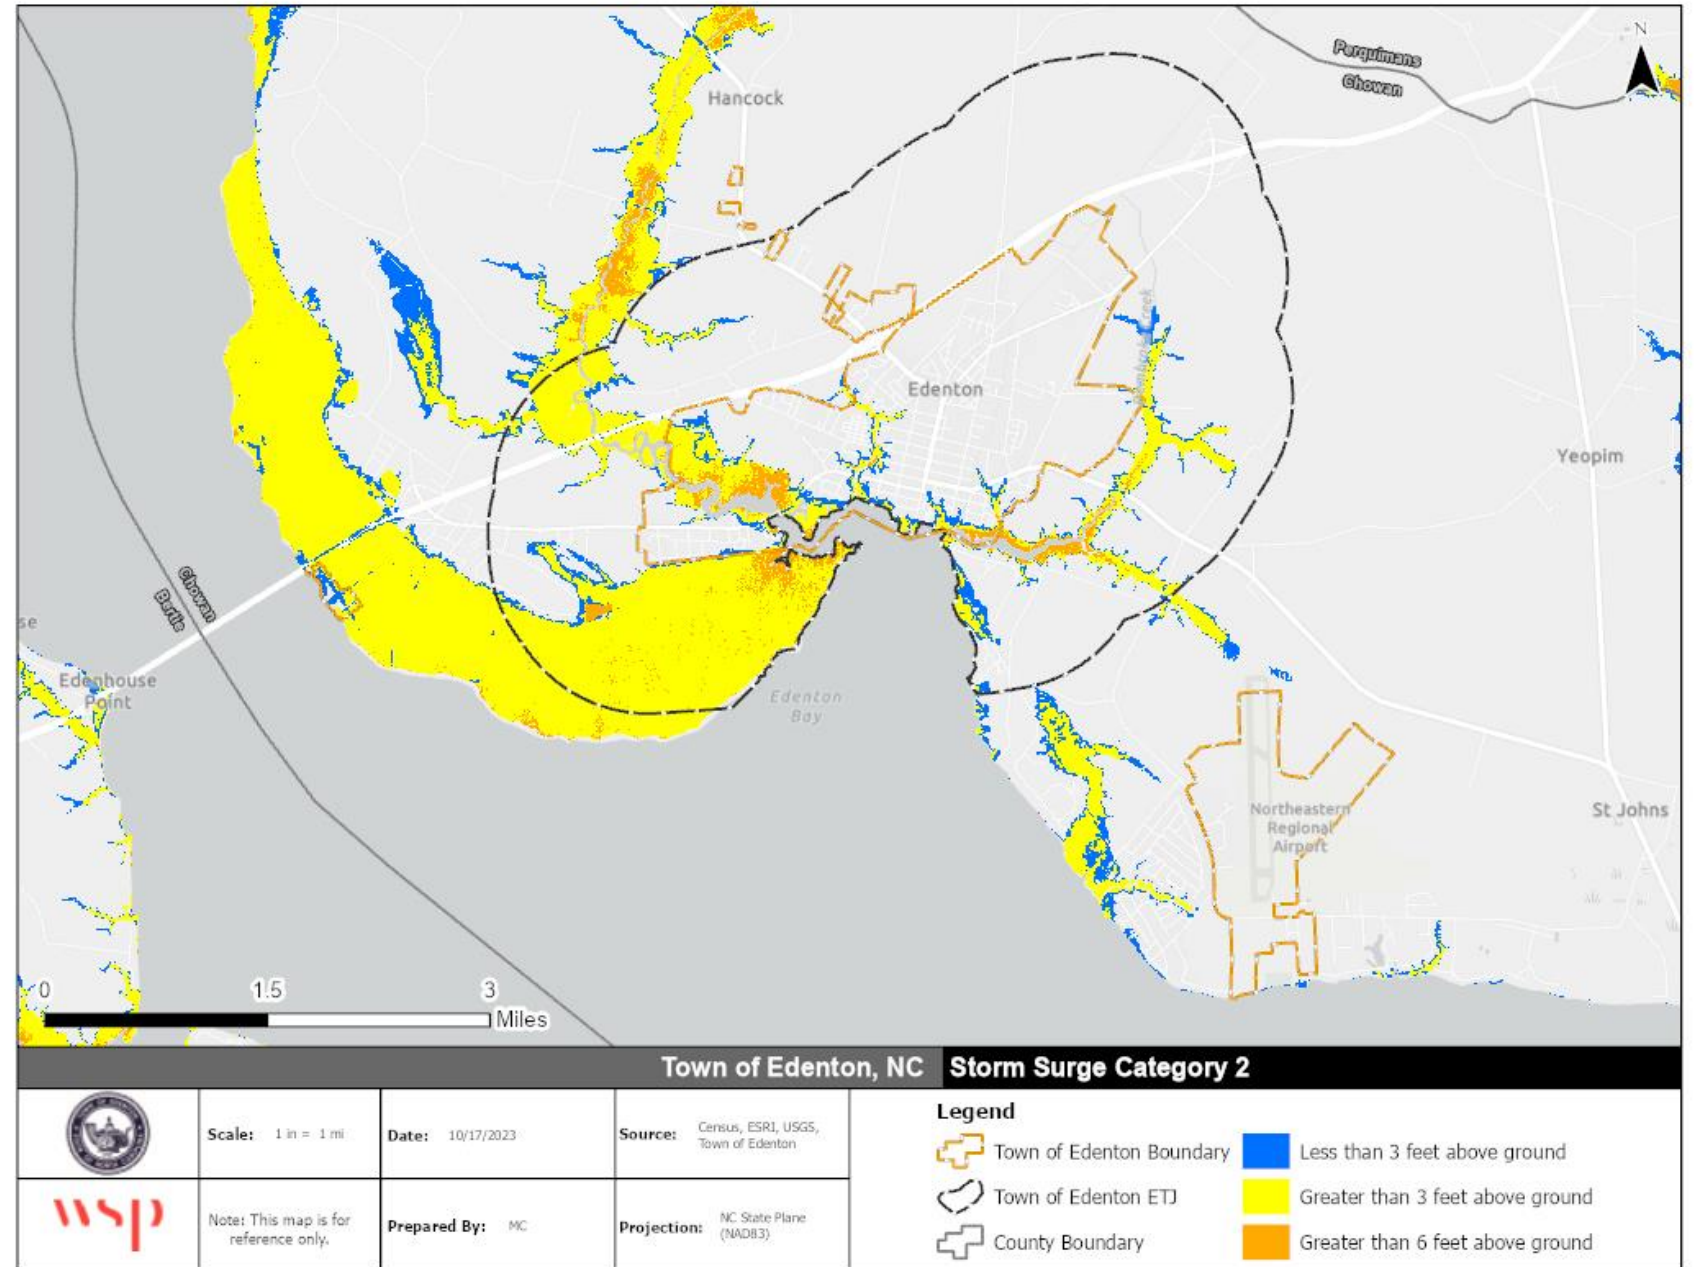 N
Perquimans
Chowan
Hancock
Edenton
Yeopim
Chowan
Bertie
se
Edenhouse
Point
Edenton
Bay
Northeastern
Regional
Airport
St Johns
0 1.5 3
Miles
Town of Edenton, NC Storm Surge Category 2
Scale: 1 in = 1 mi
Date: 10/17/2023
Source: Census, ESRI, USGS,
Town of Edenton
wsp
Note: This map is for
reference only.
Prepared By: MC
Projection: NC State Plane
(NAD83)
Legend
Town of Edenton Boundary
Town of Edenton ETJ
County Boundary
Less than 3 feet above ground
Greater than 3 feet above ground
Greater than 6 feet above ground